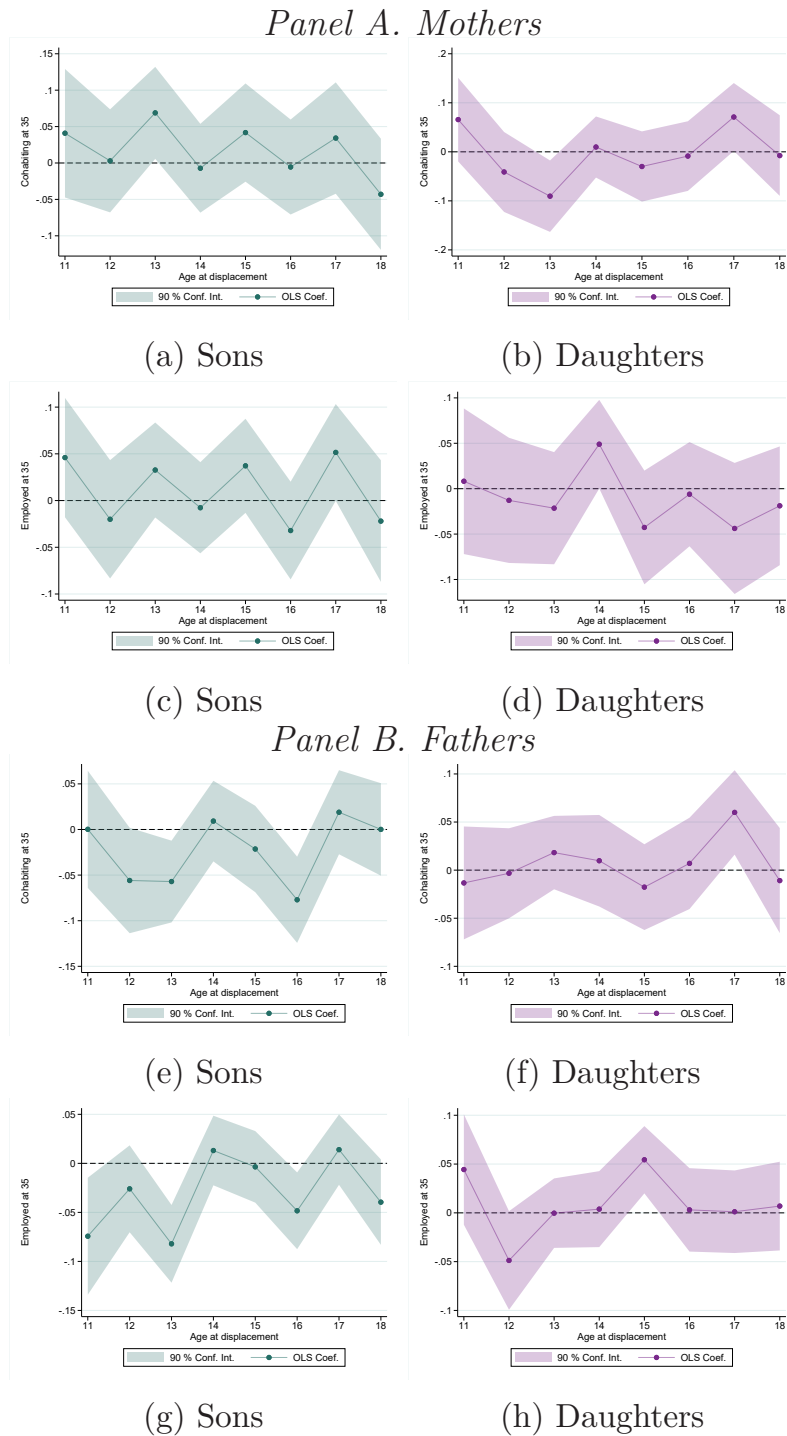 Panel A. Mothers
Cohabiting at 35
.15
.1
.05
0
-.05
-.1
11 12 13 14 15 16 17 18
Age at displacement
90 % Conf. Int. OLS Coef.
Cohabiting at 35
.2
.1
0
-.1
-.2
11 12 13 14 15 16 17 18
Age at displacement
90 % Conf. Int. OLS Coef.
(a) Sons
(b) Daughters
Employed at 35
.1
.05
0
-.05
-.1
11 12 13 14 15 16 17 18
Age at displacement
90 % Conf. Int. OLS Coef.
Employed at 35
.1
.05
0
-.05
-.1
11 12 13 14 15 16 17 18
Age at displacement
90 % Conf. Int. OLS Coef.
(c) Sons
(d) Daughters
Panel B. Fathers
Cohabiting at 35
.05
0
-.05
-.1
-.15
11 12 13 14 15 16 17 18
Age at displacement
90 % Conf. Int. OLS Coef.
Cohabiting at 35
.1
.05
0
-.05
-.1
11 12 13 14 15 16 17 18
Age at displacement
90 % Conf. Int. OLS Coef.
(e) Sons
(f) Daughters
Employed at 35
.05
0
-.05
-.1
-.15
11 12 13 14 15 16 17 18
Age at displacement
90 % Conf. Int. OLS Coef.
Employed at 35
.1
.05
0
-.05
-.1
11 12 13 14 15 16 17 18
Age at displacement
90 % Conf. Int. OLS Coef.
(g) Sons
(h) Daughters